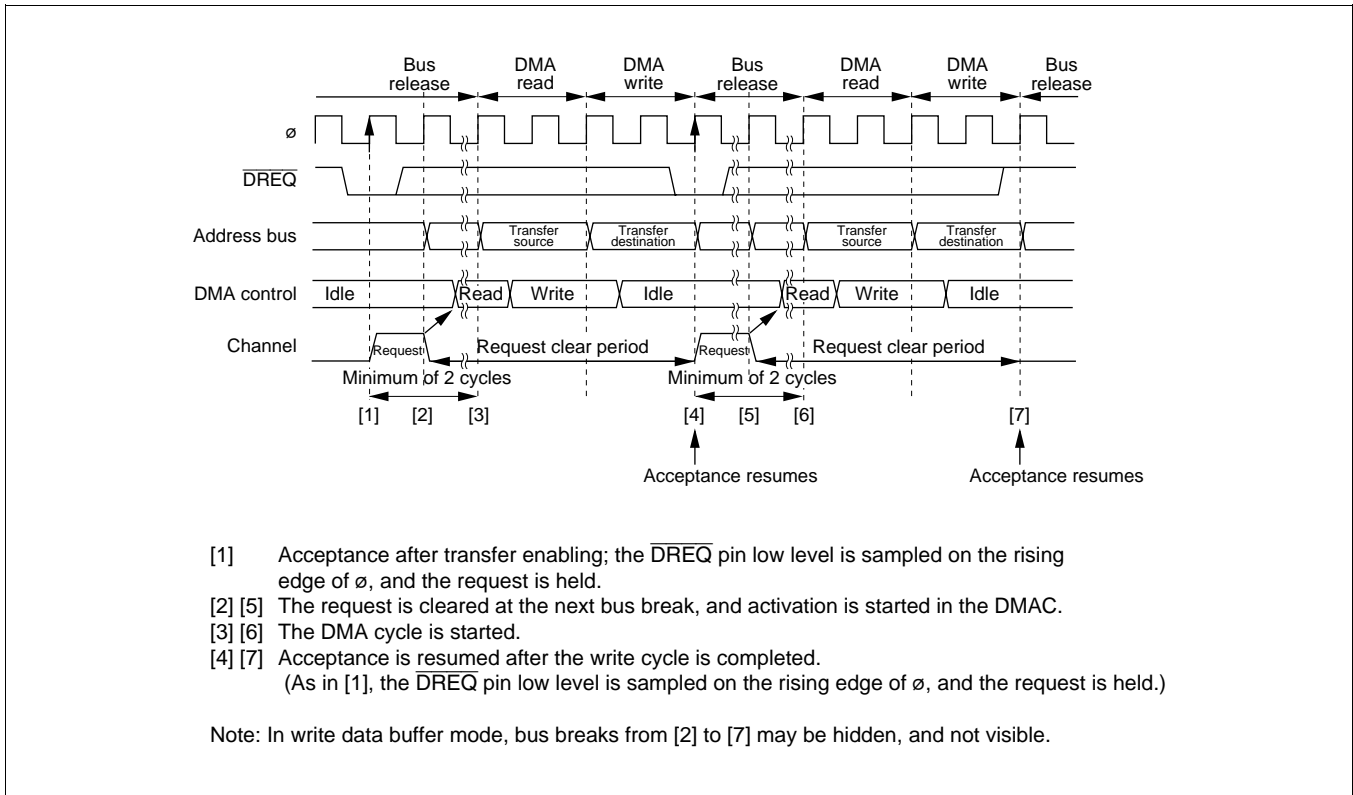 Bus release DMA read DMA write Bus release DMA read DMA write Bus release
ø
DREQ
Address bus Transfer source Transfer destination Transfer source Transfer destination
DMA control Idle Read Write Idle Read Write Idle
Channel Request Request clear period Request Request clear period
Minimum of 2 cycles Minimum of 2 cycles
[1] [2] [3] [4] [5] [6] [7]
Acceptance resumes Acceptance resumes
[1] Acceptance after transfer enabling; the DREQ pin low level is sampled on the rising
edge of ø, and the request is held.
[2] [5] The request is cleared at the next bus break, and activation is started in the DMAC.
[3] [6] The DMA cycle is started.
[4] [7] Acceptance is resumed after the write cycle is completed.
(As in [1], the DREQ pin low level is sampled on the rising edge of ø, and the request is held.)
Note: In write data buffer mode, bus breaks from [2] to [7] may be hidden, and not visible.